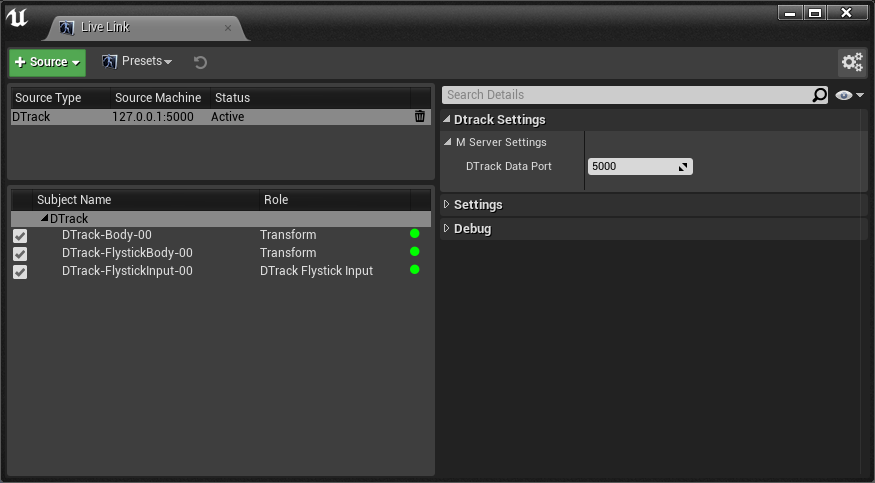 Live Link
Source
Presets
Source Type Source Machine Status
DTrack 127.0.0.1:5000 Active
Subject Name Role
DTrack
DTrack-Body-00 Transform
DTrack-FlystickBody-00 Transform
DTrack-FlystickInput-00 DTrack Flystick Input
Search Details
Dtrack Settings
M Server Settings
DTrack Data Port 5000
Settings
Debug